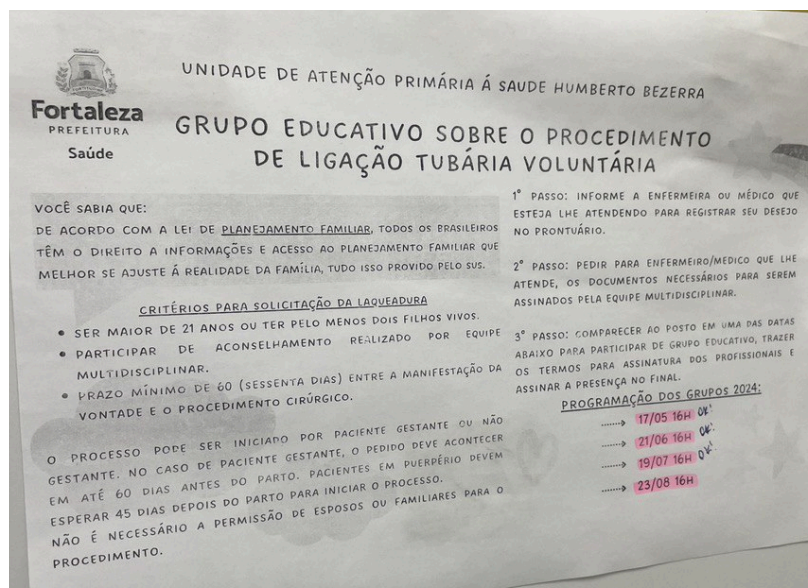 Fortaleza
PREFEITURA
Saúde
UNIDADE DE ATENÇÃO PRIMÁRIA Á SAUDE HUMBERTO BEZERRA
GRUPO EDUCATIVO SOBRE O PROCEDIMENTO
DE LIGAÇÃO TUBÁRIA VOLUNTÁRIA
VOCÊ SABIA QUE:
DE ACORDO COM A LEI DE PLANEJAMENTO FAMILIAR, TODOS OS BRASILEIROS
TÊM O DIREITO A INFORMAÇÕES E ACESSO AO PLANEJAMENTO FAMILIAR QUE
MELHOR SE AJUSTE Á REALIDADE DA FAMÍLIA, TUDO ISSO PROVIDO PELO SUS.
CRITÉRIOS PARA SOLICITAÇÃO DA LAQUEADURA
• SER MAIOR DE 21 ANOS OU TER PELO MENOS DOIS FILHOS VIVOS.
• PARTICIPAR DE ACONSELHAMENTO REALIZADO POR EQUIPE
MULTIDISCIPLINAR.
• PRAZO MÍNIMO DE 60 (SESSENTA DIAS) ENTRE A MANIFESTAÇÃO DA
VONTADE E O PROCEDIMENTO CIRÚRGICO.
O PROCESSO PODE SER INICIADO POR PACIENTE GESTANTE OU NÃO
GESTANTE. NO CASO DE PACIENTE GESTANTE, O PEDIDO DEVE ACONTECER
EM ATÉ 60 DIAS ANTES DO PARTO. PACIENTES EM PUERPÉRIO DEVEM
ESPERAR 45 DIAS DEPOIS DO PARTO PARA INICIAR O PROCESSO.
NÃO É NECESSÁRIO A PERMISSÃO DE ESPOSOS OU FAMILIARES PARA O
PROCEDIMENTO.
1° PASSO: INFORME A ENFERMEIRA OU MÉDICO QUE
ESTEJA LHE ATENDENDO PARA REGISTRAR SEU DESEJO
NO PRONTUÁRIO.
2° PASSO: PEDIR PARA ENFERMEIRO/MEDICO QUE LHE
ATENDE, OS DOCUMENTOS NECESSÁRIOS PARA SEREM
ASSINADOS PELA EQUIPE MULTIDISCIPLINAR.
3° PASSO: COMPARECER AO POSTO EM UMA DAS DATAS
ABAIXO PARA PARTICIPAR DE GRUPO EDUCATIVO, TRAZER
OS TERMOS PARA ASSINATURA DOS PROFISSIONAIS E
ASSINAR A PRESENÇA NO FINAL.
PROGRAMAÇÃO DOS GRUPOS 2024:
17/05 16H OK!
21/06 16H OK!
19/07 16H OK!
23/08 16H